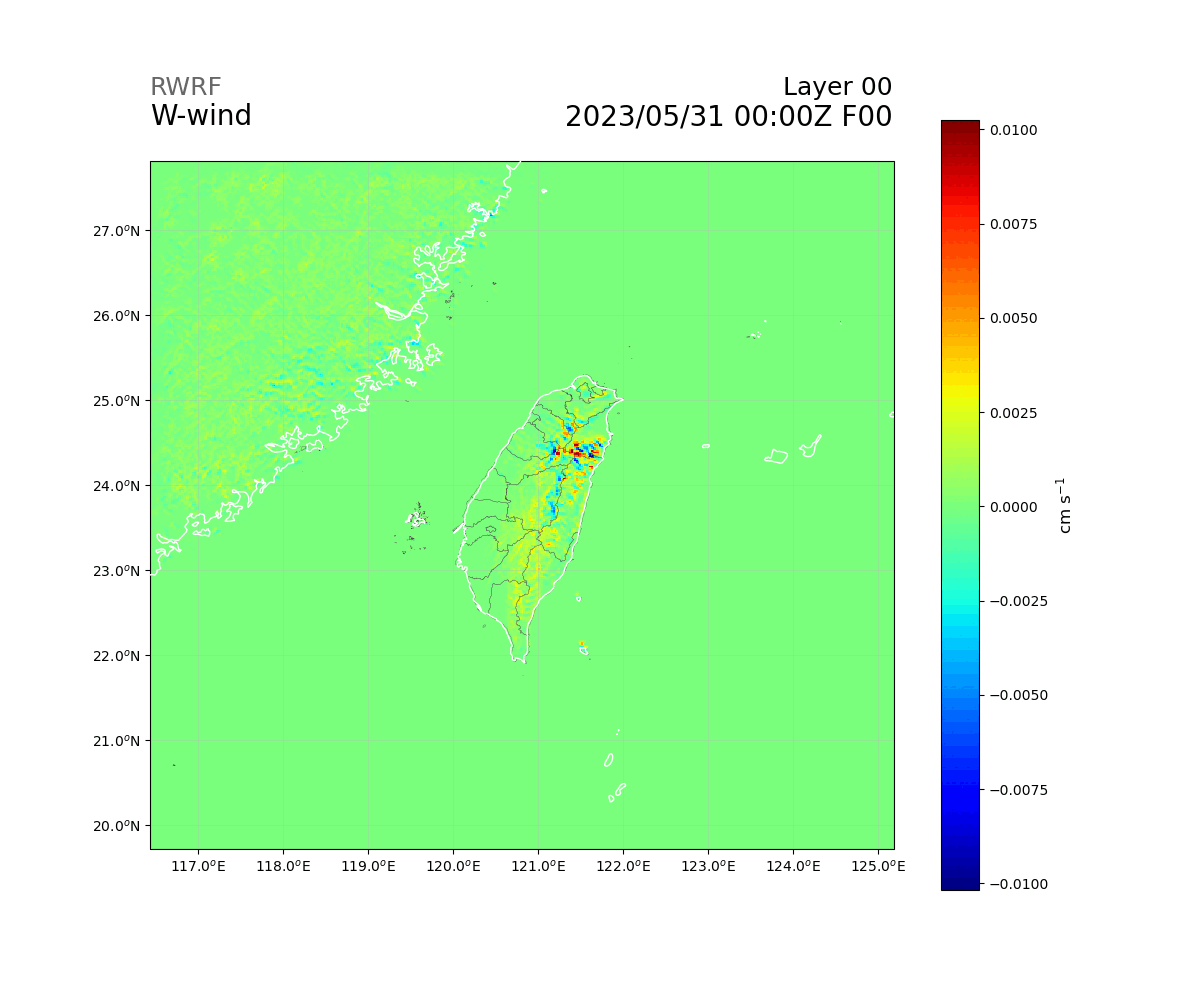 RWRF
Layer 00
W-wind
2023/05/31 00:00Z F00
27.0°N
26.0°N
25.0°N
24.0°N
23.0°N
22.0°N
21.0°N
20.0°N
117.0°E 118.0°E 119.0°E 120.0°E 121.0°E 122.0°E 123.0°E 124.0°E 125.0°E
0.0100
0.0075
0.0050
0.0025
0.0000
−0.0025
−0.0050
−0.0075
−0.0100
cm s⁻¹